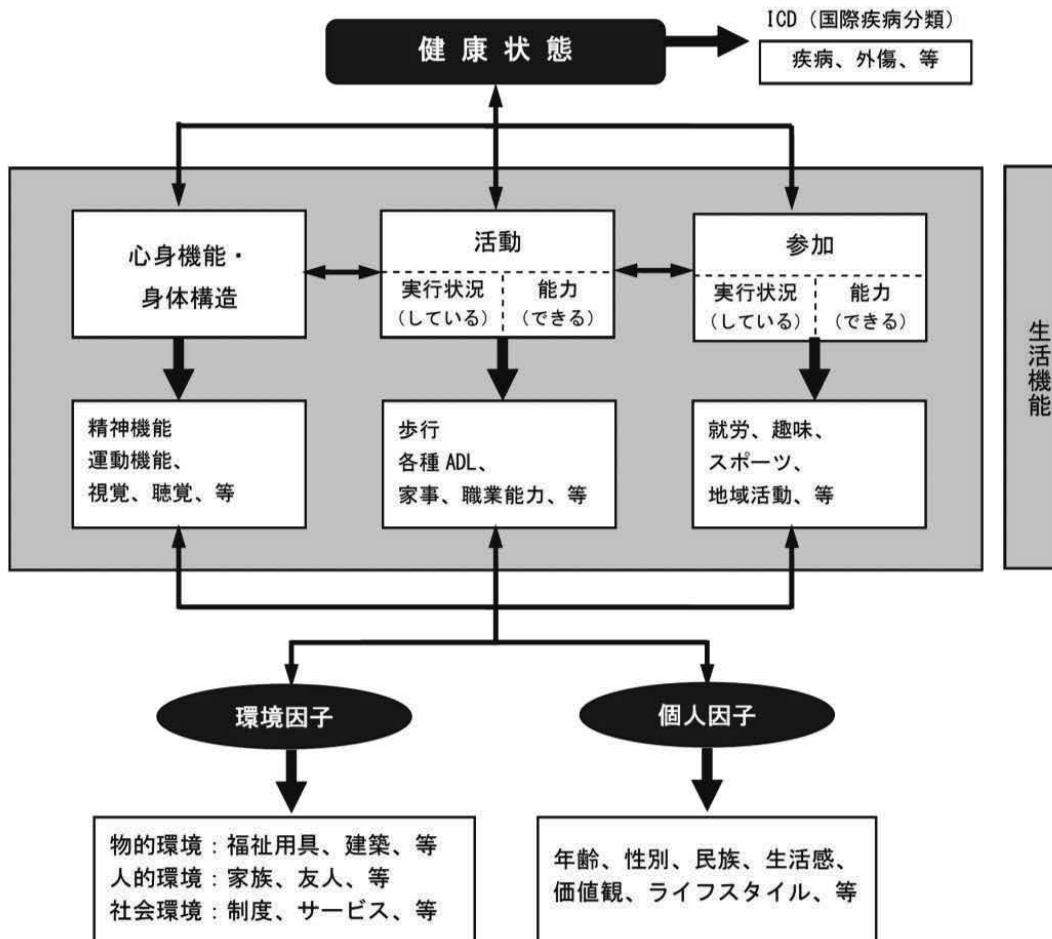 ICD（国際疾病分類）
健康状態
疾病、外傷、等
心身機能・
身体構造
活動
実行状況
（している）
能力
（できる）
参加
実行状況
（している）
能力
（できる）
生活機能
精神機能
運動機能、
視覚、聴覚、等
歩行
各種 ADL、
家事、職業能力、等
就労、趣味、
スポーツ、
地域活動、等
環境因子
個人因子
物的環境：福祉用具、建築、等
人的環境：家族、友人、等
社会環境：制度、サービス、等
年齢、性別、民族、生活感、
価値観、ライフスタイル、等